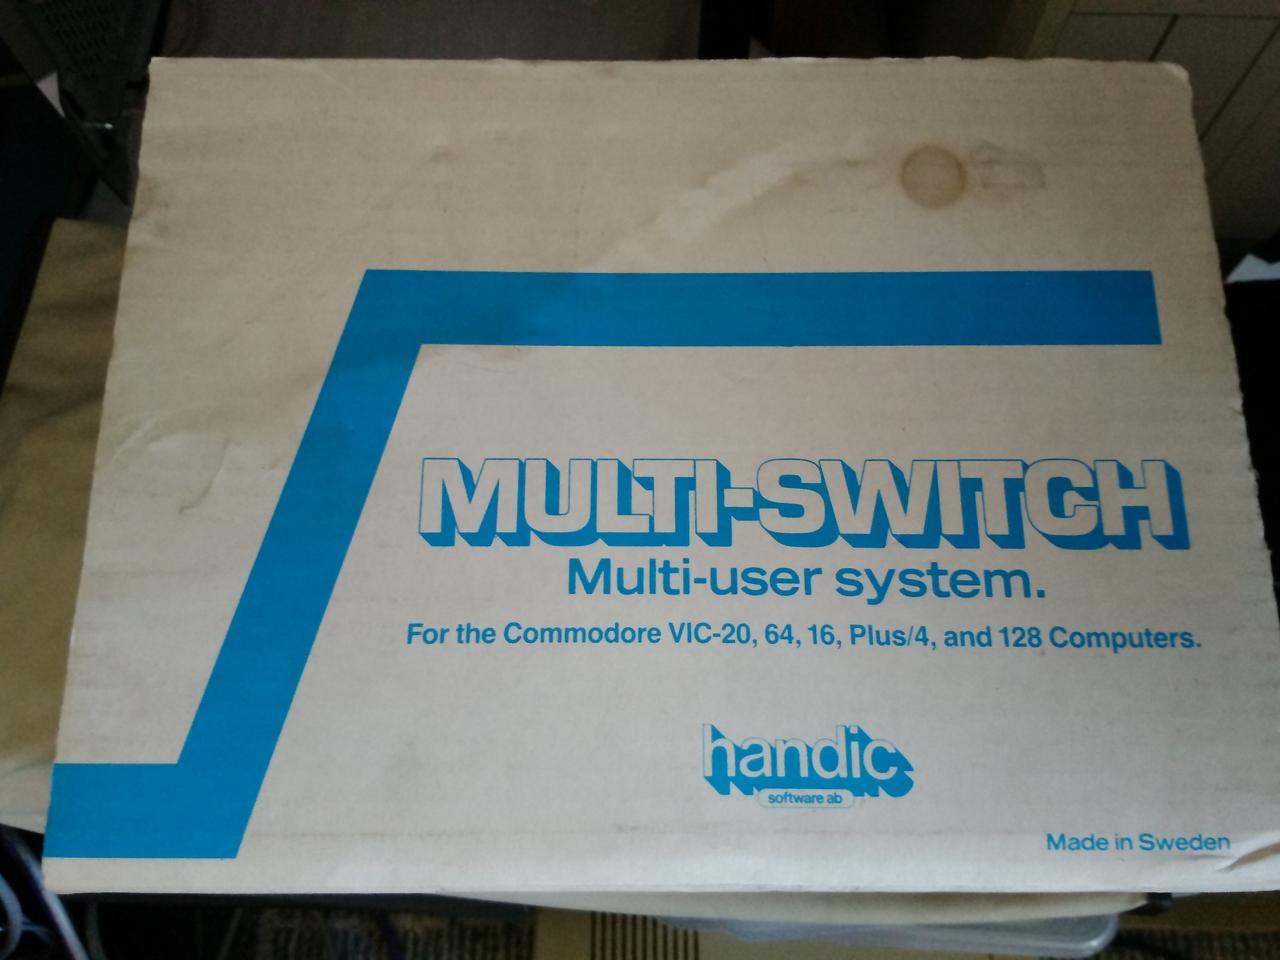 MULTI-SWITCH
Multi-user system.
For the Commodore VIC-20, 64, 16, Plus/4, and 128 Computers.
handic
software ab
Made in Sweden